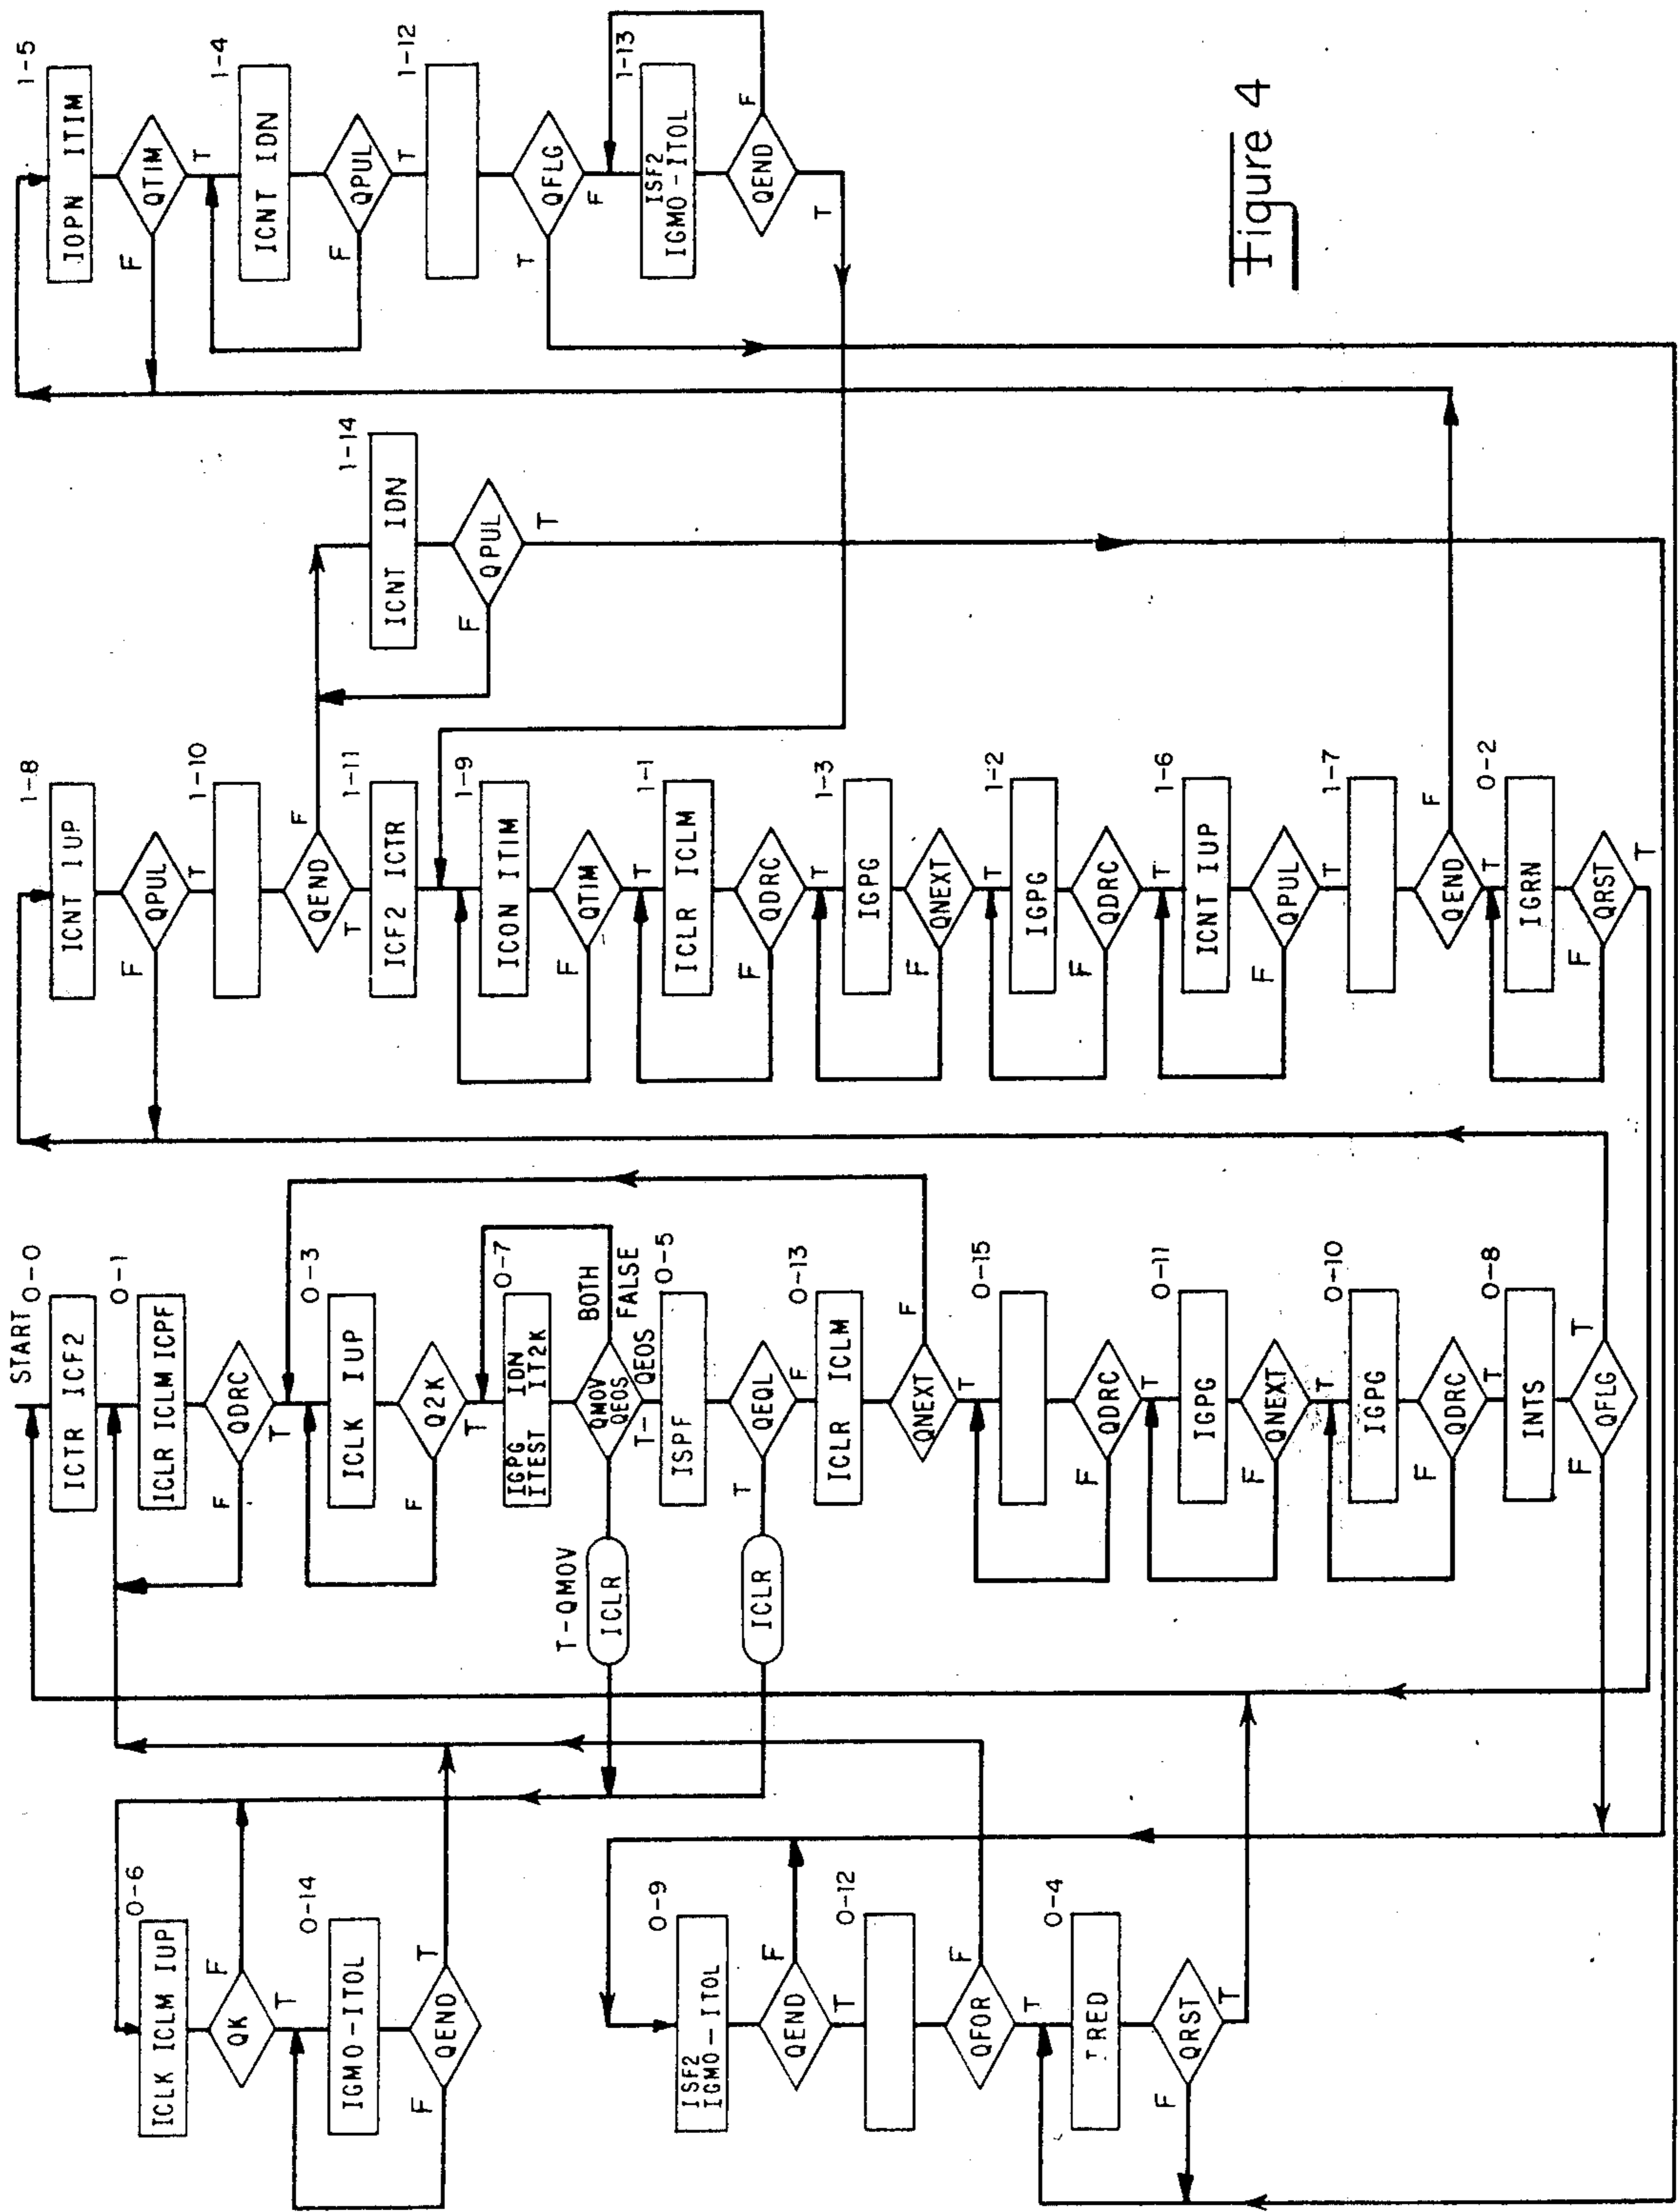 START
0-0
ICTR ICF2
0-1
ICLR ICLM ICPF
QDRC
F
T
0-3
ICLK IUP
Q2K
F
T
0-7
IGPG IDN
ITEST IT2K
QMOV
QEOS
BOTH
FALSE
T-QMOV
ICLR
T-QEOS
0-5
ISPF
QEQL
T
ICLR
F
0-13
ICLR ICLM
QNEXT
F
T
0-15
QDRC
F
T
0-11
IGPG
QNEXT
F
T
0-10
IGPG
QDRC
F
T
0-8
INTS
QFLG
F
T
0-6
ICLK ICLM IUP
QK
F
T
0-14
IGMO-ITOL
QEND
F
T
0-9
ISF2
IGMO-ITOL
QEND
F
T
0-12
QFOR
F
T
0-4
QRST
F
T
1-8
ICNT IUP
QPUL
F
T
1-10
QEND
F
T
1-14
ICNT IDN
QPUL
F
T
1-11
ICF2 ICTR
1-9
ICON ITIM
QTIM
F
T
1-1
ICLR ICLM
QDRC
F
T
1-3
IGPG
QNEXT
F
T
1-2
IGPG
QDRC
F
T
1-6
ICNT IUP
QPUL
F
T
1-7
QEND
F
T
0-2
IGRN
QRST
F
T
1-5
IOPN ITIM
QTIM
F
T
1-4
ICNT IDN
QPUL
F
T
1-12
QFLG
T
F
1-13
ISF2
IGMO-ITOL
QEND
F
T
Figure 4